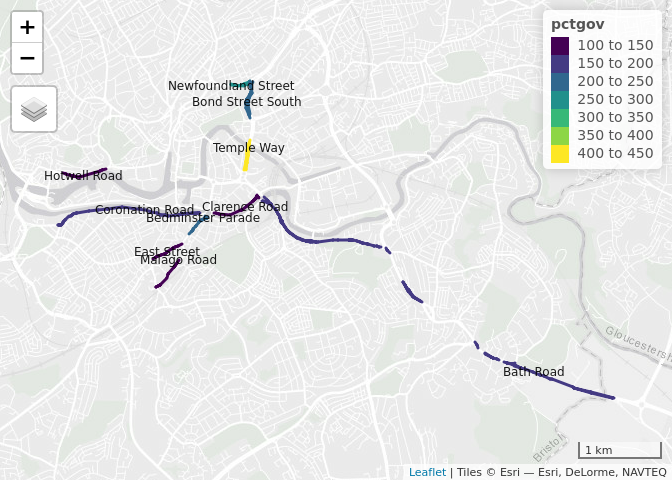 +
−
pctgov
100 to 150
150 to 200
200 to 250
250 to 300
300 to 350
350 to 400
400 to 450
Newfoundland Street
Bond Street South
Temple Way
Hotwell Road
Coronation Road
Clarence Road
Bedminster Parade
East Street
Malago Road
Gloucestersh
Bath Road
Bristol
1 km
Leaflet | Tiles © Esri — Esri, DeLorme, NAVTEQ